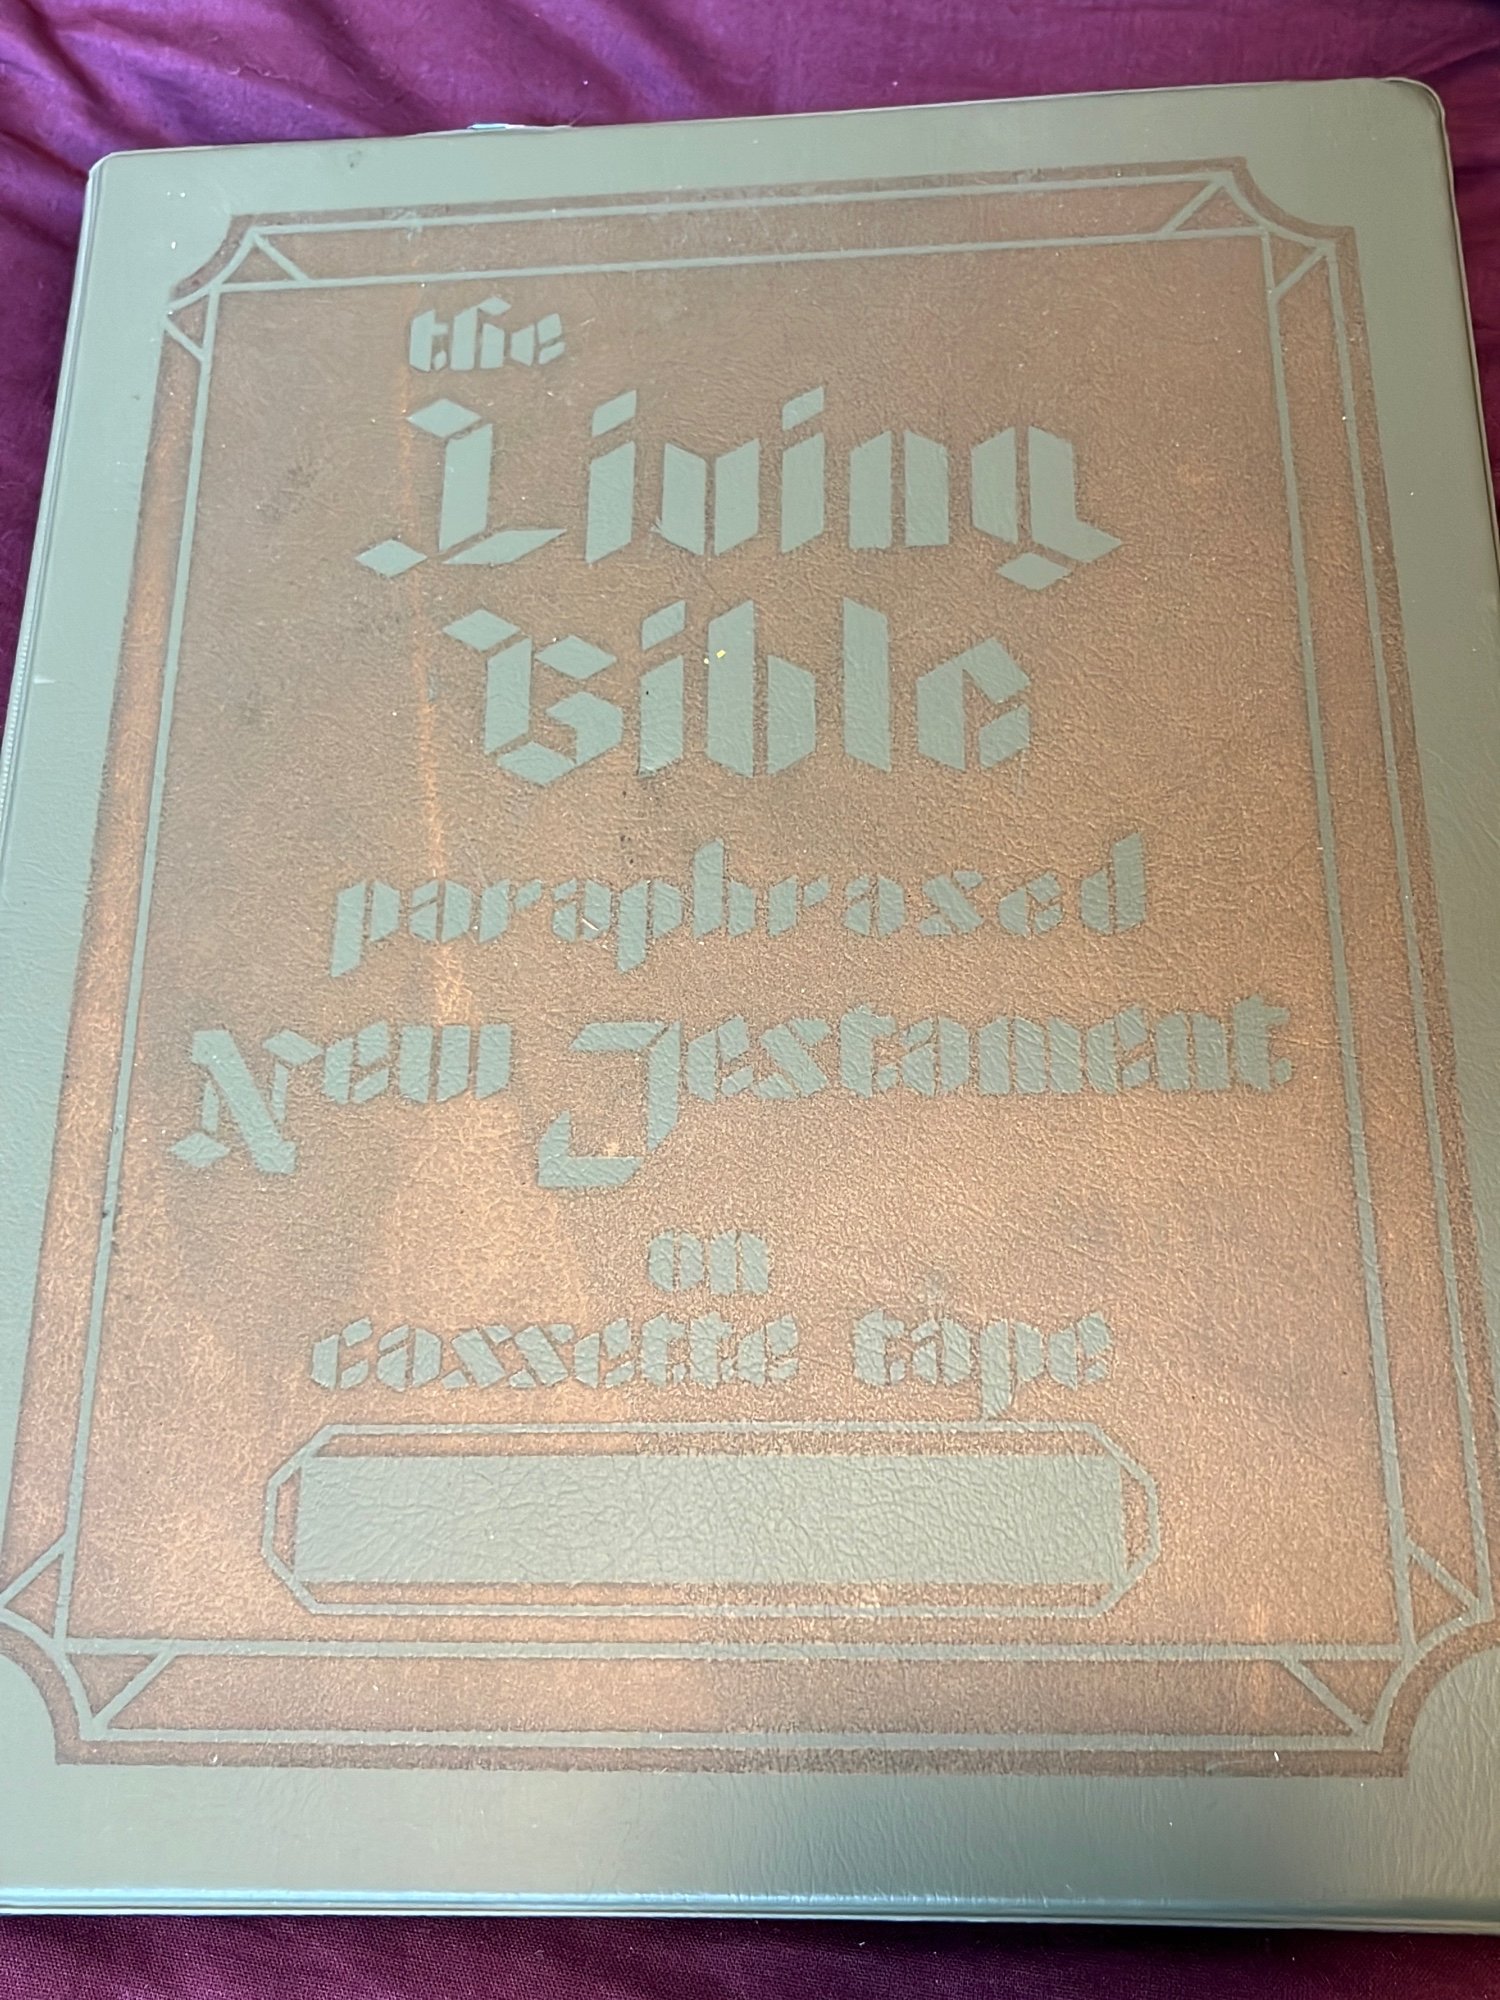 the
Living
Bible
paraphrased
New Testament
on
cassette tape